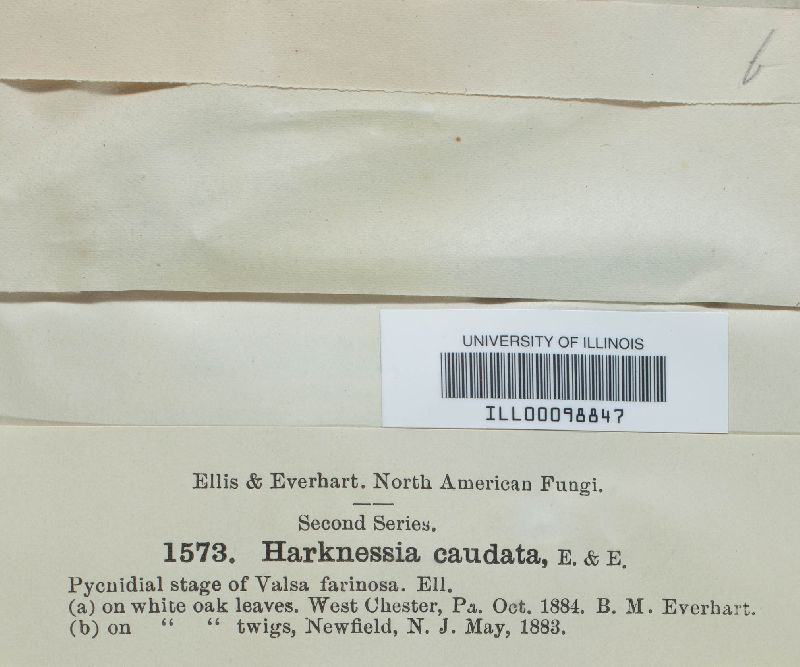 b
UNIVERSITY OF ILLINOIS
ILL00098847
Ellis & Everhart. North American Fungi.
Second Series.
1573. Harknessia caudata, E. & E.
Pycnidial stage of Valsa farinosa. Ell.
(a) on white oak leaves. West Chester, Pa. Oct. 1884. B. M. Everhart.
(b) on “ “ twigs, Newfield, N. J. May, 1883.